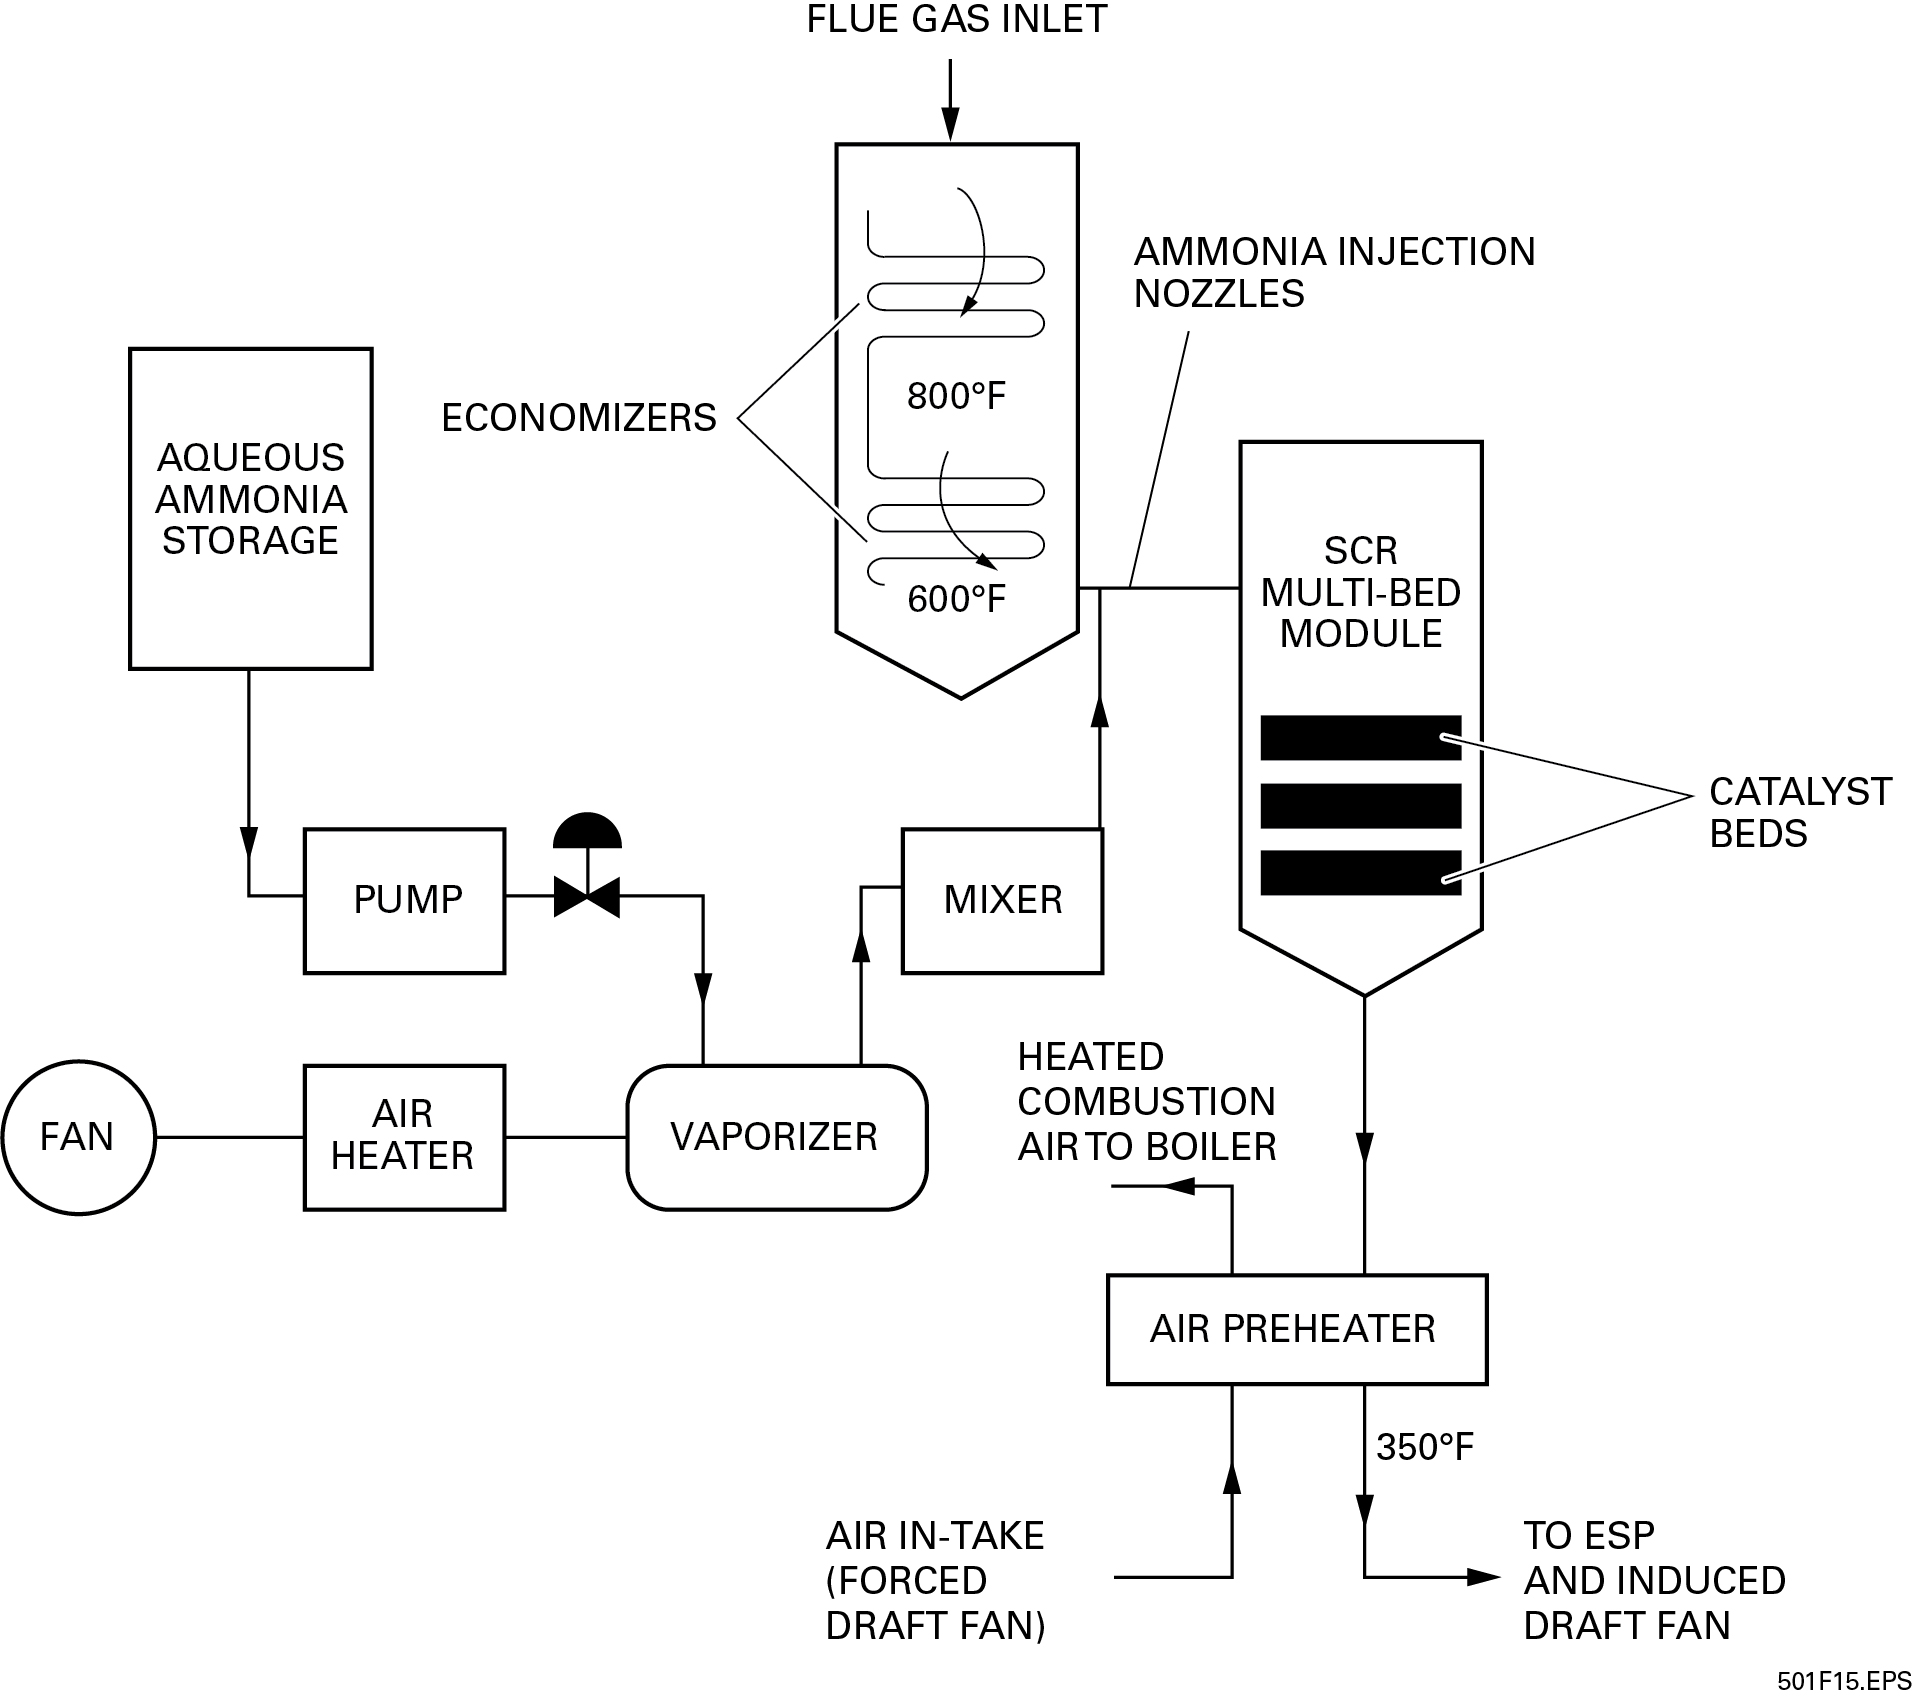 FLUE GAS INLET
AMMONIA INJECTION
NOZZLES
800°F
ECONOMIZERS
AQUEOUS
AMMONIA
STORAGE
600°F
SCR
MULTI-BED
MODULE
CATALYST
BEDS
PUMP
MIXER
HEATED
COMBUSTION
AIR TO BOILER
FAN
AIR
HEATER
VAPORIZER
AIR PREHEATER
350°F
AIR IN-TAKE
(FORCED
DRAFT FAN)
TO ESP
AND INDUCED
DRAFT FAN
501F15.EPS